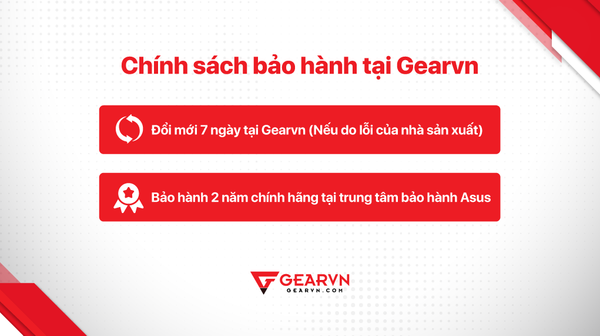 Chính sách bảo hành tại Gearvn
Đổi mới 7 ngày tại Gearvn (Nếu do lỗi của nhà sản xuất)
Bảo hành 2 năm chính hãng tại trung tâm bảo hành Asus
GEARVN
GEARVN.COM